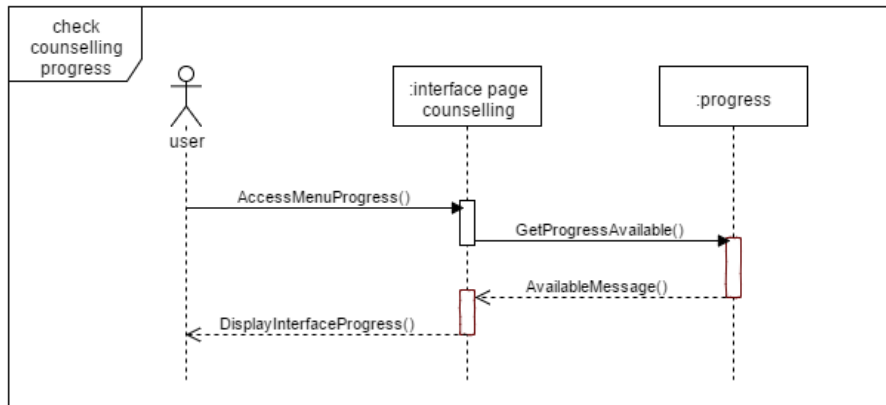 check
counselling
progress
:interface page
counselling
:progress
user
AccessMenuProgress()
GetProgressAvailable()
AvailableMessage()
DisplayInterfaceProgress()